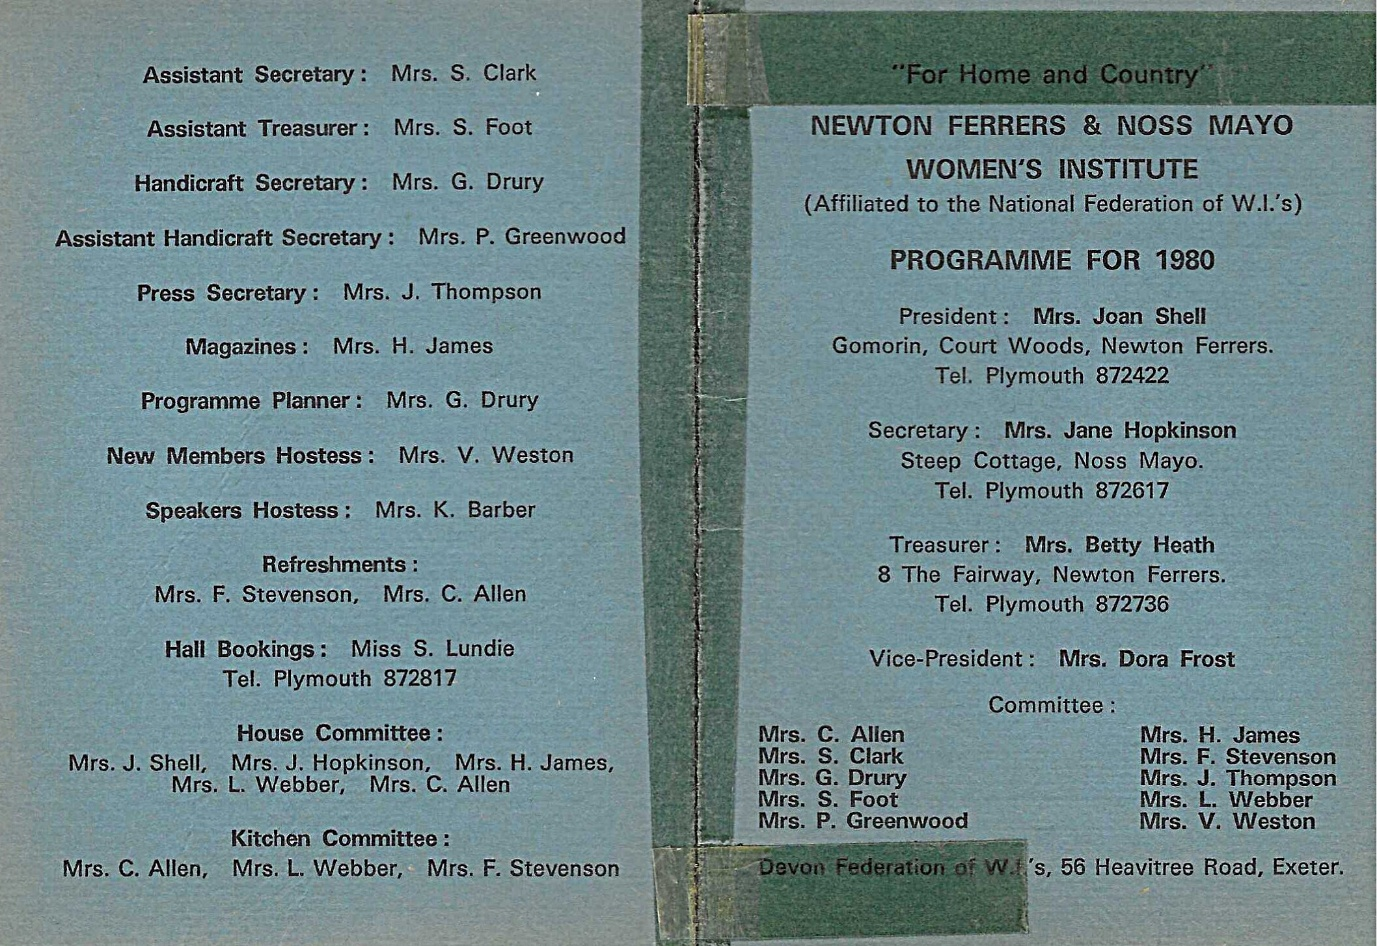 Assistant Secretary : Mrs. S. Clark
Assistant Treasurer : Mrs. S. Foot
Handicraft Secretary : Mrs. G. Drury
Assistant Handicraft Secretary : Mrs. P. Greenwood
Press Secretary : Mrs. J. Thompson
Magazines : Mrs. H. James
Programme Planner : Mrs. G. Drury
New Members Hostess : Mrs. V. Weston
Speakers Hostess : Mrs. K. Barber
Refreshments :
Mrs. F. Stevenson, Mrs. C. Allen
Hall Bookings : Miss S. Lundie
Tel. Plymouth 872817
House Committee :
Mrs. J. Shell, Mrs. J. Hopkinson, Mrs. H. James,
Mrs. L. Webber, Mrs. C. Allen
Kitchen Committee :
Mrs. C. Allen, Mrs. L. Webber, Mrs. F. Stevenson
"For Home and Country"
NEWTON FERRERS & NOSS MAYO
WOMEN'S INSTITUTE
(Affiliated to the National Federation of W.I.'s)
PROGRAMME FOR 1980
President : Mrs. Joan Shell
Gomorin, Court Woods, Newton Ferrers.
Tel. Plymouth 872422
Secretary : Mrs. Jane Hopkinson
Steep Cottage, Noss Mayo.
Tel. Plymouth 872617
Treasurer : Mrs. Betty Heath
8 The Fairway, Newton Ferrers.
Tel. Plymouth 872736
Vice-President : Mrs. Dora Frost
Committee :
Mrs. C. Allen Mrs. H. James
Mrs. S. Clark Mrs. F. Stevenson
Mrs. G. Drury Mrs. J. Thompson
Mrs. S. Foot Mrs. L. Webber
Mrs. P. Greenwood Mrs. V. Weston
Devon Federation of W.I.'s, 56 Heavitree Road, Exeter.